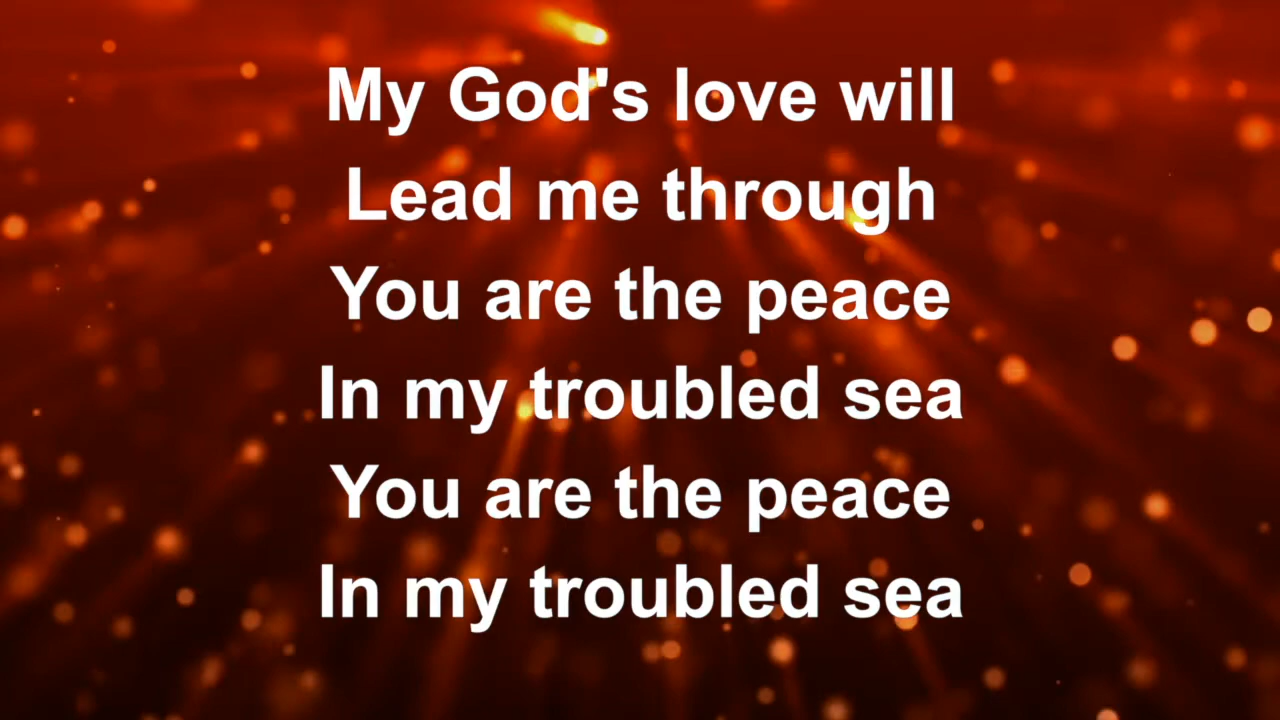 My God's love will
Lead me through
You are the peace
In my troubled sea
You are the peace
In my troubled sea